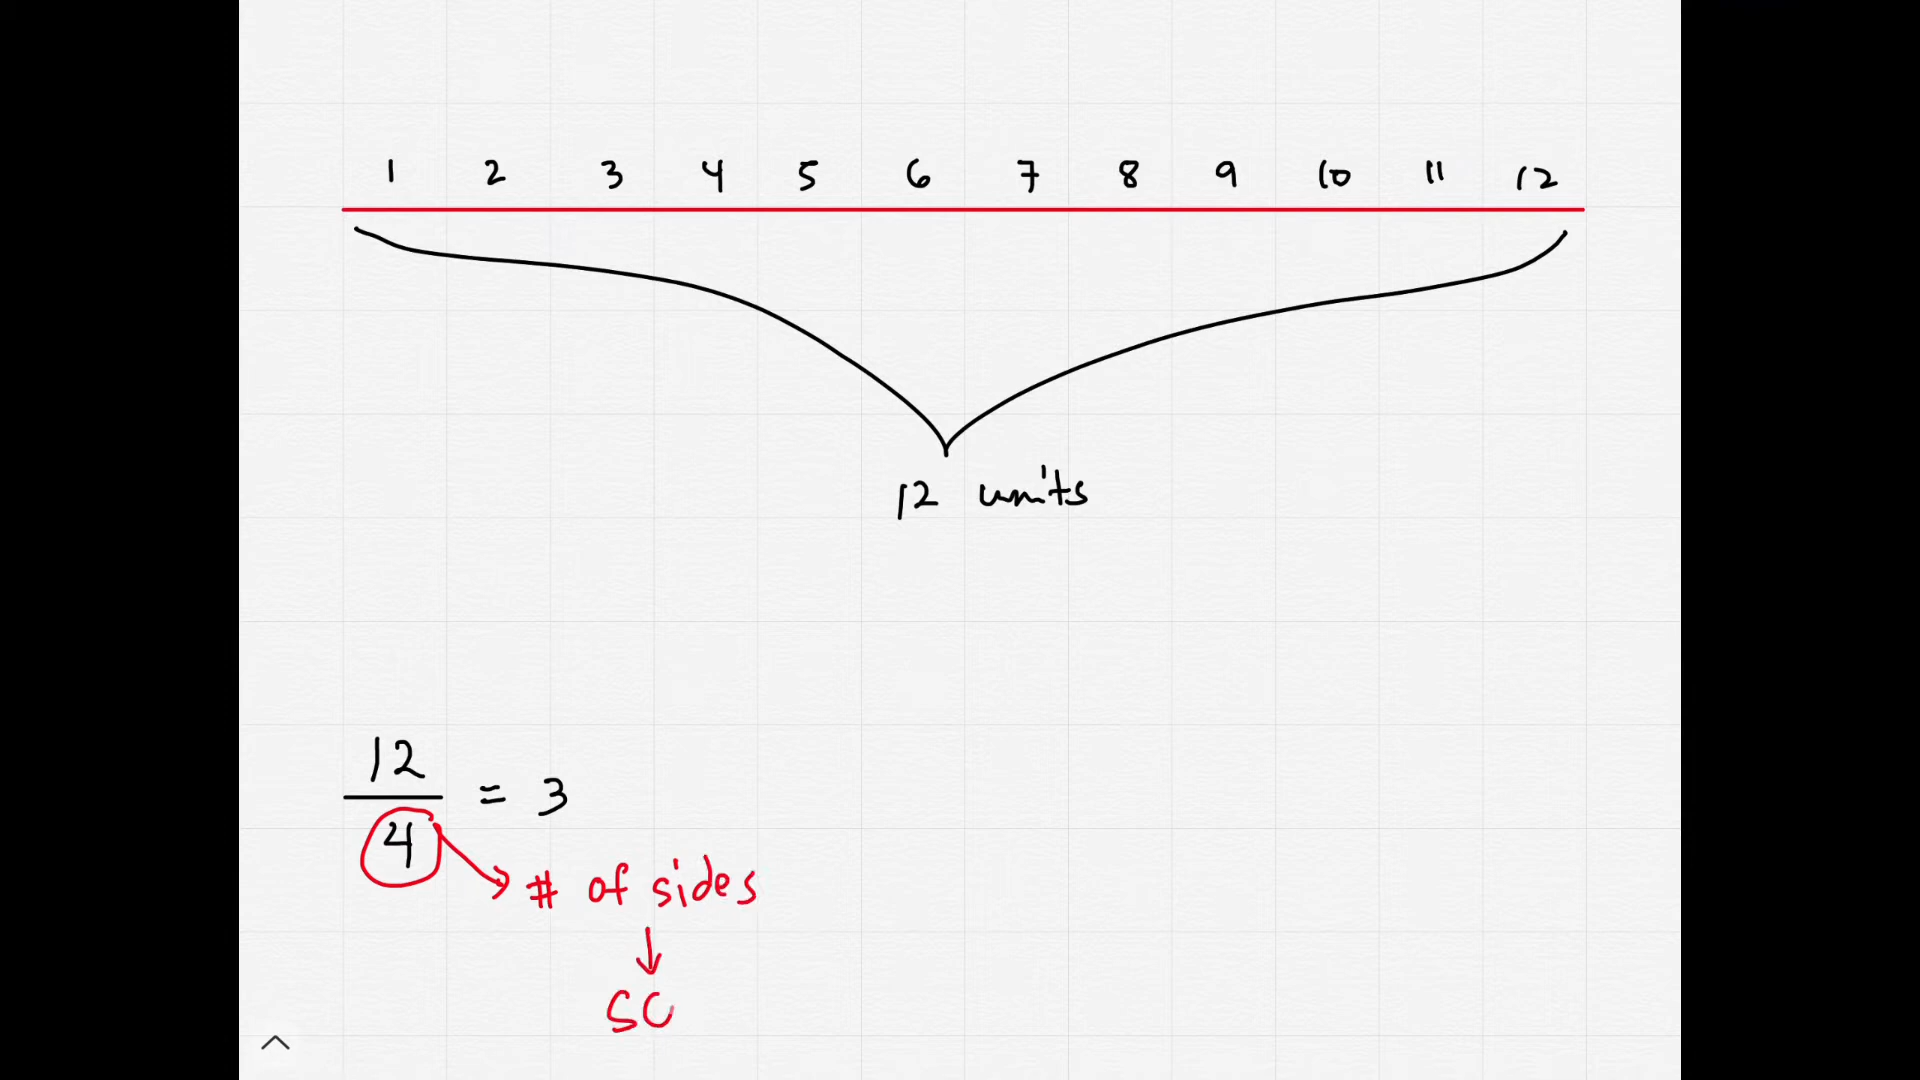 1 2 3 4 5 6 7 8 9 10 11 12
12 units
12
4
= 3
# of sides